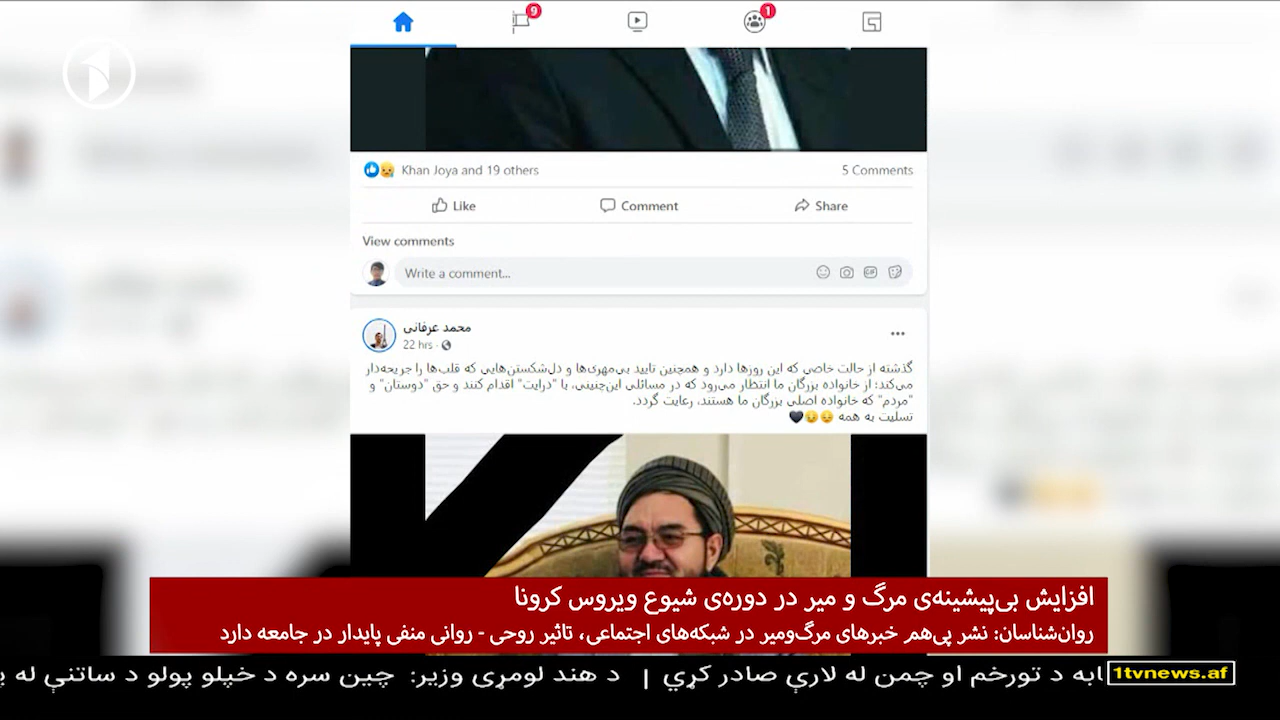 9
1
Khan Joya and 19 others
5 Comments
Like
Comment
Share
View comments
Write a comment...
GIF
محمد عرفانی
22 hrs
گذشته از حالت خاصی که این روزها دارد و همچنین تایید بی‌مهری‌ها و دل‌شکستن‌هایی که قلب‌ها را جریحه‌دار
می‌کند؛ از خانواده بزرگان ما انتظار می‌رود که در مسائلی این‌چنینی، با "درایت" اقدام کنند و حق "دوستان" و
"مردم" که خانواده اصلی بزرگان ما هستند، رعایت گردد.
تسلیت به همه 😔😔🖤
افزایش بی‌پیشینه‌ی مرگ و میر در دوره‌ی شیوع ویروس کرونا
روان‌شناسان: نشر پی‌هم خبرهای مرگ‌ومیر در شبکه‌های اجتماعی، تاثیر روحی - روانی منفی پایدار در جامعه دارد
ابه د تورخم او چمن له لارې صادر کړي | د هند لومړی وزیر: چین سره د خپلو پولو د ساتنې له
1tvnews.af